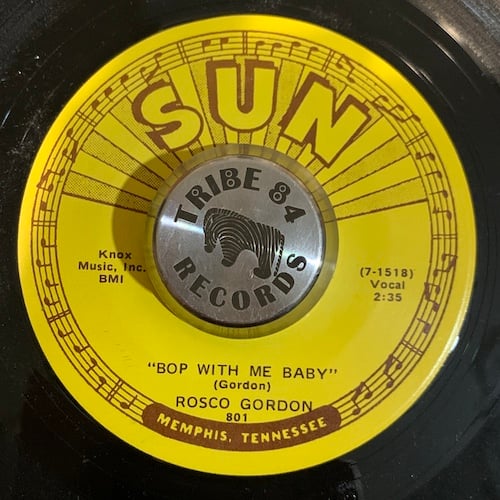 SUN
TRIBE 84
RECORDS
Knox
Music, Inc.
BMI
(7-1518)
Vocal
2:35
"BOP WITH ME BABY"
(Gordon)
ROSCO GORDON
801
MEMPHIS, TENNESSEE